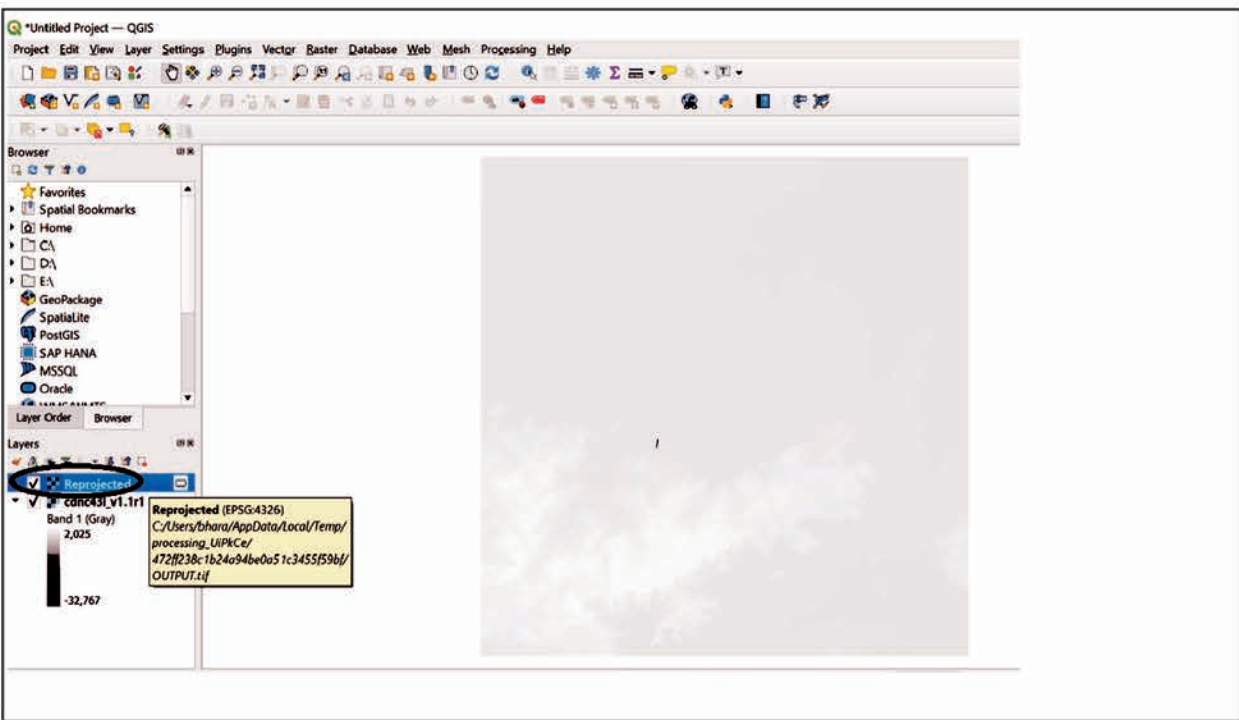 *Untitled Project — QGIS
Project Edit View Layer Settings Plugins Vector Raster Database Web Mesh Processing Help
Browser
Favorites
Spatial Bookmarks
Home
C:\
D:\
E:\
GeoPackage
SpatiaLite
PostGIS
SAP HANA
MSSQL
Oracle
Layer Order Browser
Layers
Reprojected
cdnc43l_v1.1r1
Band 1 (Gray)
2,025
-32,767
Reprojected (EPSG:4326)
C:/Users/bhara/AppData/Local/Temp/
processing_UiPkCe/
472ff238c1b24a94be0a51c3455f59bf/
OUTPUT.tif